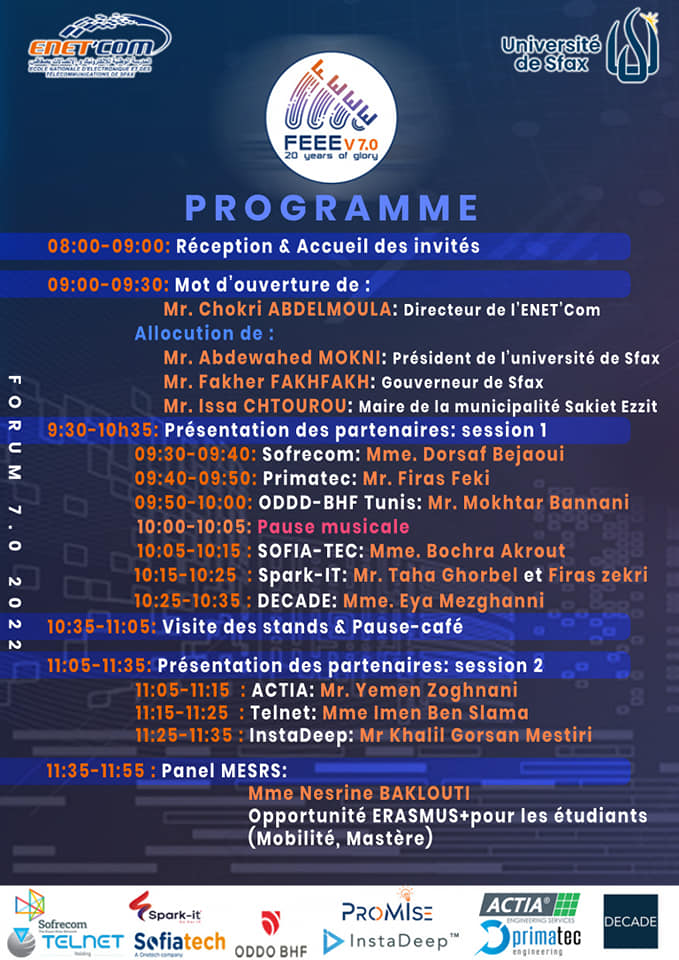 ENET'COM
ECOLE NATIONALE D'ELECTRONIQUE ET DES
TELECOMMUNICATIONS DE SFAX
Université
de Sfax
FEEE
FEEE V 7.0
20 years of glory
PROGRAMME
08:00-09:00: Réception & Accueil des invités
09:00-09:30: Mot d'ouverture de :
Mr. Chokri ABDELMOULA: Directeur de l'ENET'Com
Allocution de :
Mr. Abdewahed MOKNI: Président de l'université de Sfax
Mr. Fakher FAKHFAKH: Gouverneur de Sfax
Mr. Issa CHTOUROU: Maire de la municipalité Sakiet Ezzit
9:30-10h35: Présentation des partenaires: session 1
09:30-09:40: Sofrecom: Mme. Dorsaf Bejaoui
09:40-09:50: Primatec: Mr. Firas Feki
09:50-10:00: ODDD-BHF Tunis: Mr. Mokhtar Bannani
10:00-10:05: Pause musicale
10:05-10:15 : SOFIA-TEC: Mme. Bochra Akrout
10:15-10:25 : Spark-IT: Mr. Taha Ghorbel et Firas zekri
10:25-10:35 : DECADE: Mme. Eya Mezghanni
10:35-11:05: Visite des stands & Pause-café
11:05-11:35: Présentation des partenaires: session 2
11:05-11:15 : ACTIA: Mr. Yemen Zoghnani
11:15-11:25 : Telnet: Mme Imen Ben Slama
11:25-11:35 : InstaDeep: Mr Khalil Gorsan Mestiri
11:35-11:55 : Panel MESRS:
Mme Nesrine BAKLOUTI
Opportunité ERASMUS+pour les étudiants
(Mobilité, Mastère)
FORUM 7.0 2022
Sofrecom
TELNET
Holding
Spark-it
Sofiatech
A Onetech company
ODDO BHF
PROMISE
InstaDeep™
ACTIA®
ENGINEERING SERVICES
primatec
engineering
DECADE